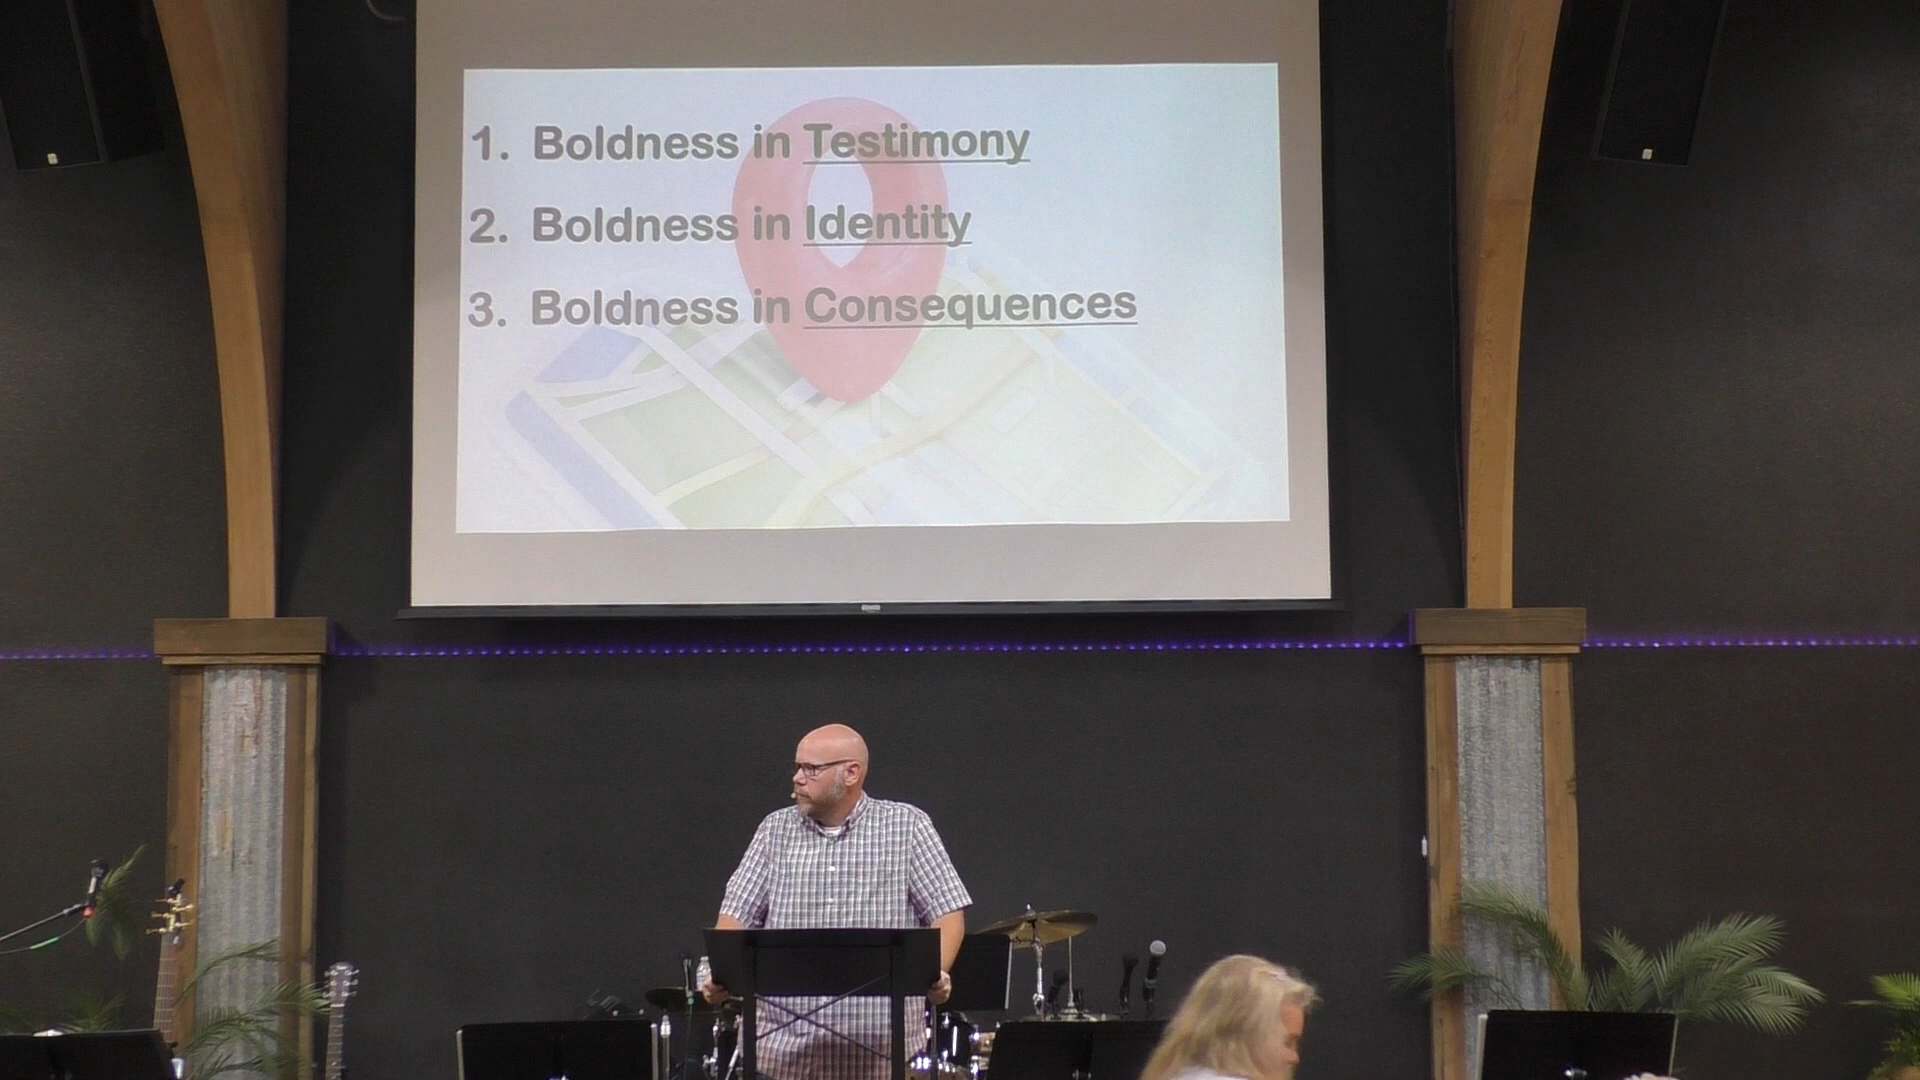 1. Boldness in Testimony
2. Boldness in Identity
3. Boldness in Consequences